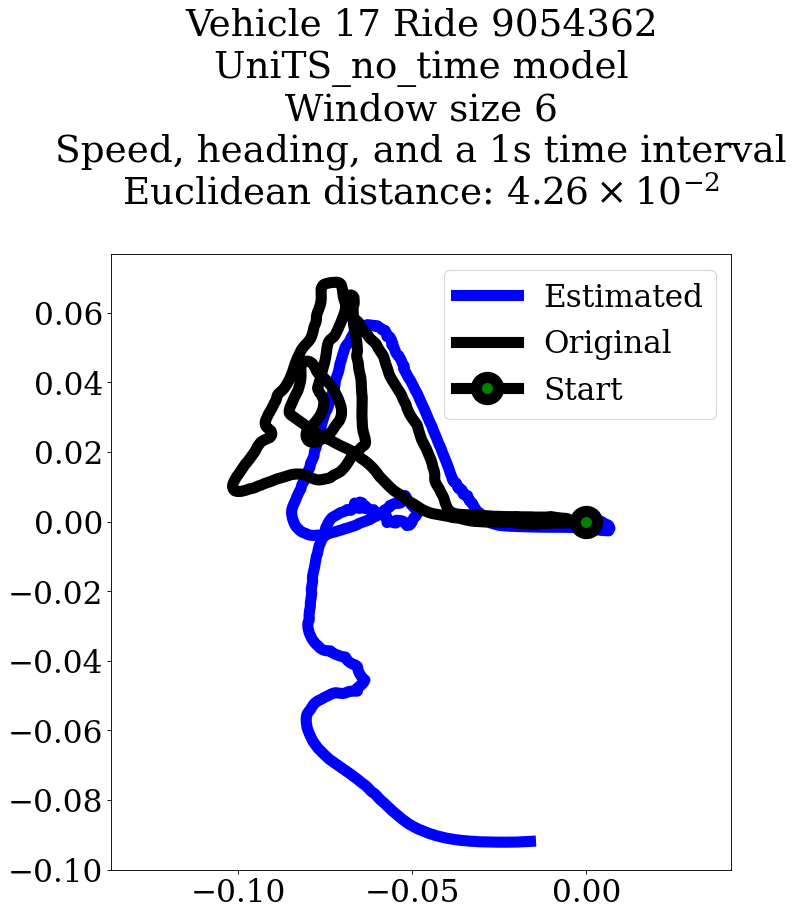 Vehicle 17 Ride 9054362
UniTS_no_time model
Window size 6
Speed, heading, and a 1s time interval
Euclidean distance: 4.26 × 10⁻²
Estimated
Original
Start
0.06
0.04
0.02
0.00
−0.02
−0.04
−0.06
−0.08
−0.10
−0.10
−0.05
0.00